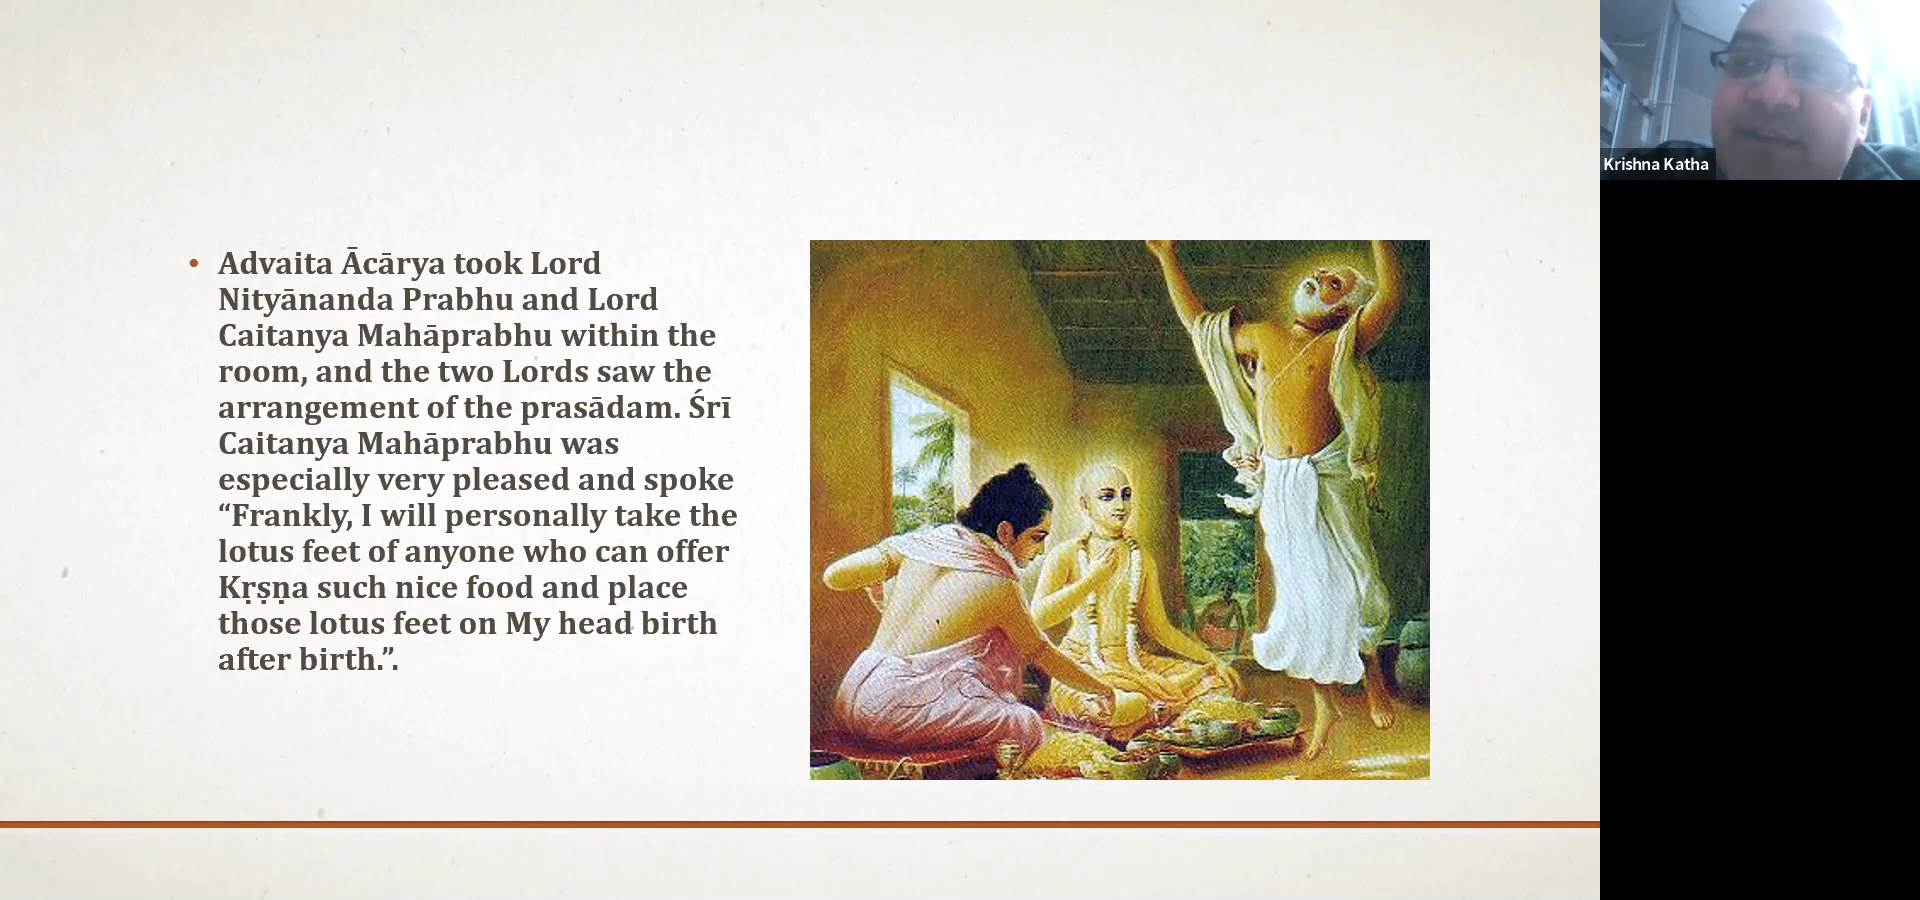 • Advaita Ācārya took Lord
Nityānanda Prabhu and Lord
Caitanya Mahāprabhu within the
room, and the two Lords saw the
arrangement of the prasādam. Śrī
Caitanya Mahāprabhu was
especially very pleased and spoke
“Frankly, I will personally take the
lotus feet of anyone who can offer
Kṛṣṇa such nice food and place
those lotus feet on My head birth
after birth.”.
Krishna Katha